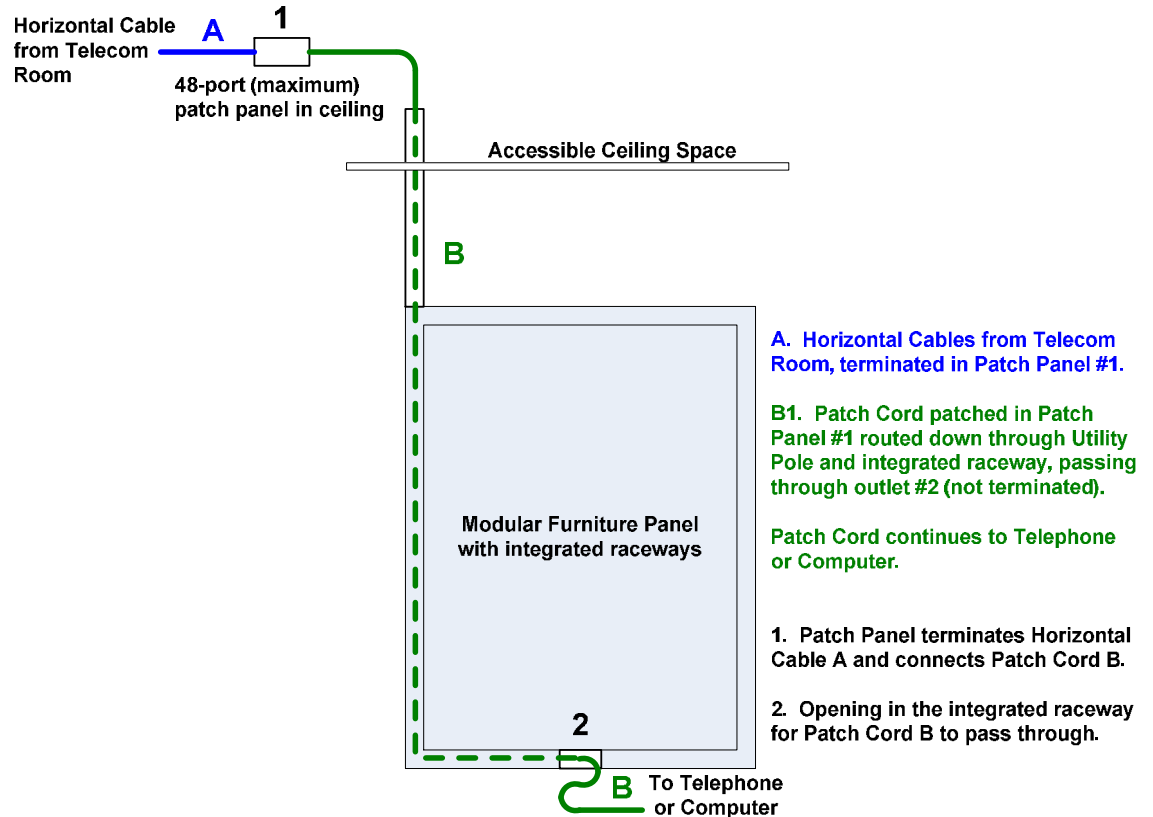 Horizontal Cable
from Telecom
Room
A
1
48-port (maximum)
patch panel in ceiling
Accessible Ceiling Space
B
A.  Horizontal Cables from Telecom
Room, terminated in Patch Panel #1.
B1.  Patch Cord patched in Patch
Panel #1 routed down through Utility
Pole and integrated raceway, passing
through outlet #2 (not terminated).
Patch Cord continues to Telephone
or Computer.
Modular Furniture Panel
with integrated raceways
1.  Patch Panel terminates Horizontal
Cable A and connects Patch Cord B.
2.  Opening in the integrated raceway
for Patch Cord B to pass through.
2
B
To Telephone
or Computer